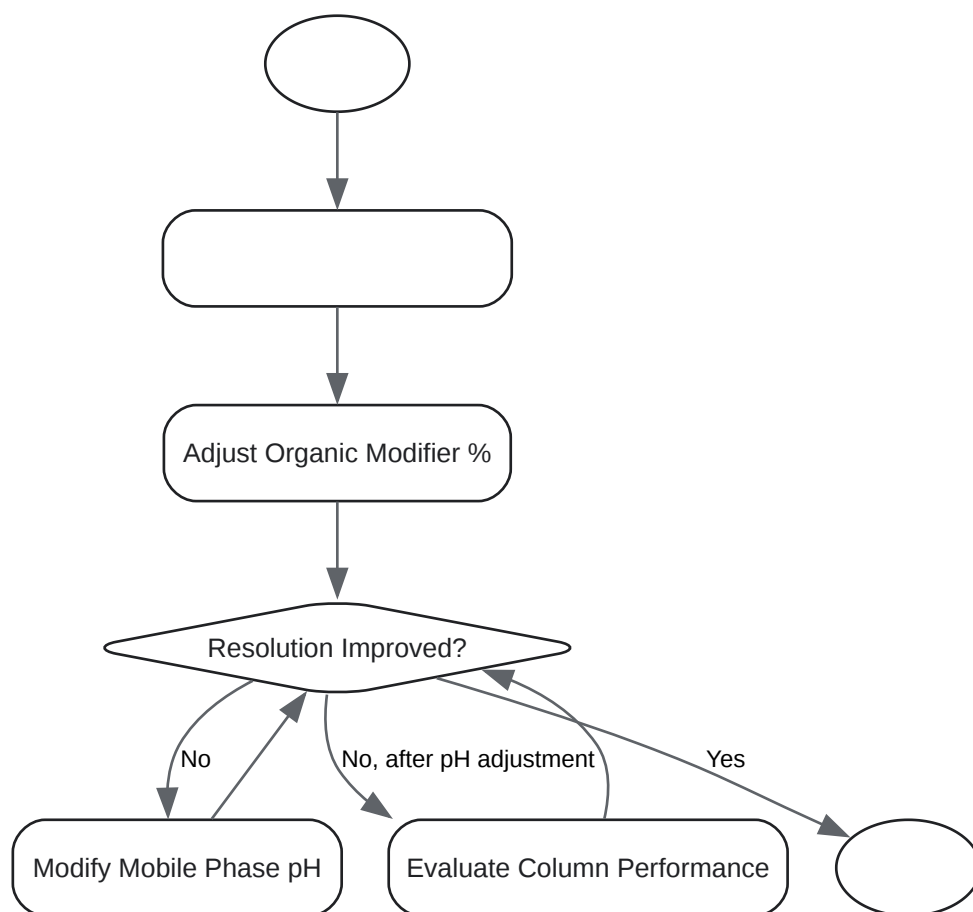 Adjust Organic Modifier %
Resolution Improved?
No
No, after pH adjustment
Yes
Modify Mobile Phase pH
Evaluate Column Performance